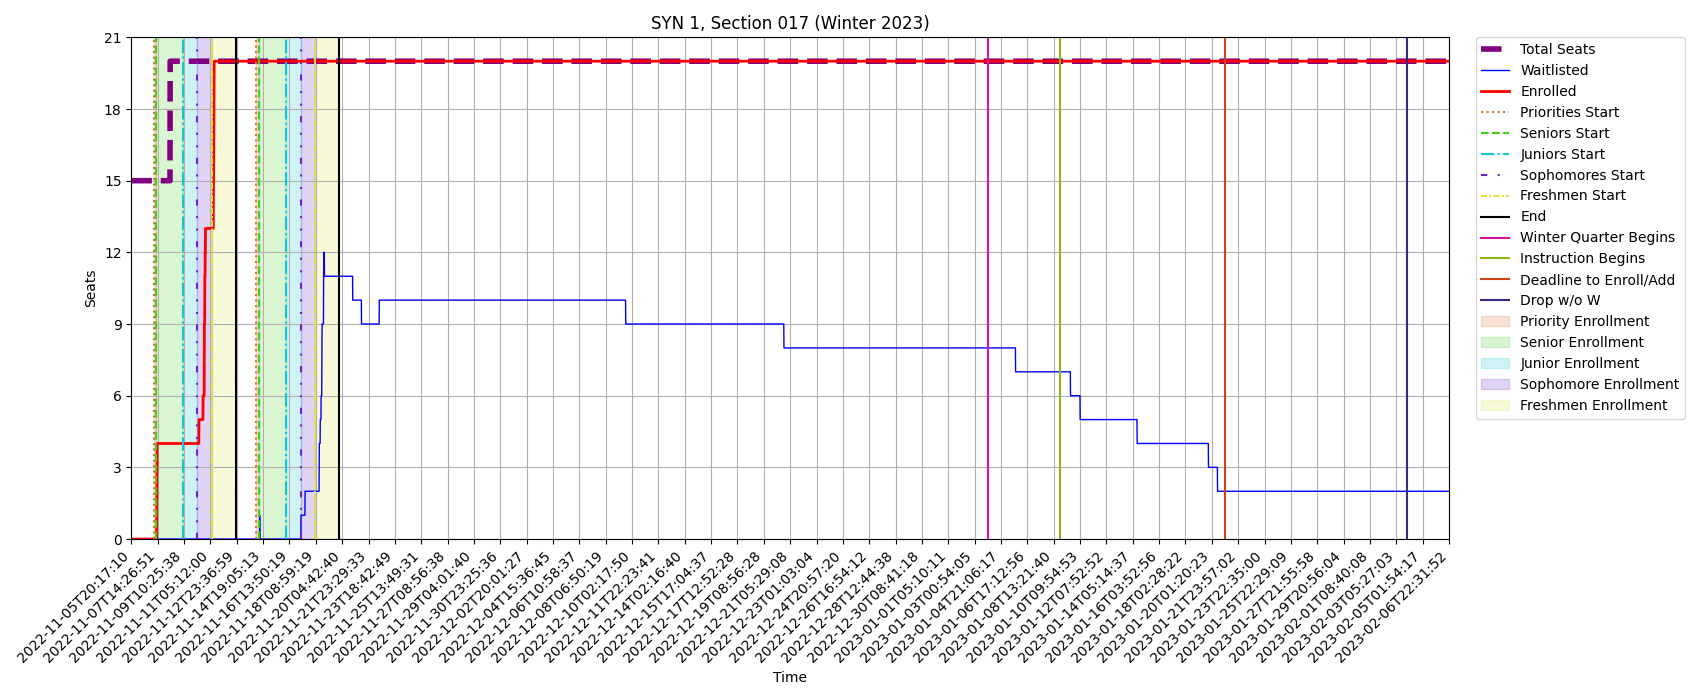 SYN 1, Section 017 (Winter 2023)
21
18
15
12
9
6
3
0
Seats
2022-11-05T20:17:10
2022-11-07T14:26:51
2022-11-09T10:25:38
2022-11-11T05:12:00
2022-11-12T23:36:59
2022-11-14T19:05:13
2022-11-16T13:50:19
2022-11-18T08:59:19
2022-11-20T04:42:40
2022-11-21T23:29:33
2022-11-23T18:42:49
2022-11-25T13:49:31
2022-11-27T08:56:38
2022-11-29T04:01:40
2022-11-30T23:25:36
2022-12-02T20:01:27
2022-12-04T15:36:45
2022-12-06T10:58:37
2022-12-08T06:50:19
2022-12-10T02:17:50
2022-12-11T22:23:41
2022-12-14T02:16:40
2022-12-15T17:04:37
2022-12-17T12:52:28
2022-12-19T08:56:28
2022-12-21T05:29:08
2022-12-23T01:03:04
2022-12-24T20:57:20
2022-12-26T16:54:12
2022-12-28T12:44:38
2022-12-30T08:41:18
2023-01-01T05:10:11
2023-01-03T00:54:05
2023-01-04T21:06:17
2023-01-06T17:12:56
2023-01-08T13:21:40
2023-01-10T09:54:53
2023-01-12T07:52:52
2023-01-14T05:14:37
2023-01-16T03:52:56
2023-01-18T02:28:22
2023-01-20T01:20:23
2023-01-21T23:57:02
2023-01-23T22:35:00
2023-01-25T22:29:09
2023-01-27T21:55:58
2023-01-29T20:56:04
2023-02-01T08:40:08
2023-02-03T05:27:03
2023-02-05T01:54:17
2023-02-06T22:31:52
Time
Total Seats
Waitlisted
Enrolled
Priorities Start
Seniors Start
Juniors Start
Sophomores Start
Freshmen Start
End
Winter Quarter Begins
Instruction Begins
Deadline to Enroll/Add
Drop w/o W
Priority Enrollment
Senior Enrollment
Junior Enrollment
Sophomore Enrollment
Freshmen Enrollment